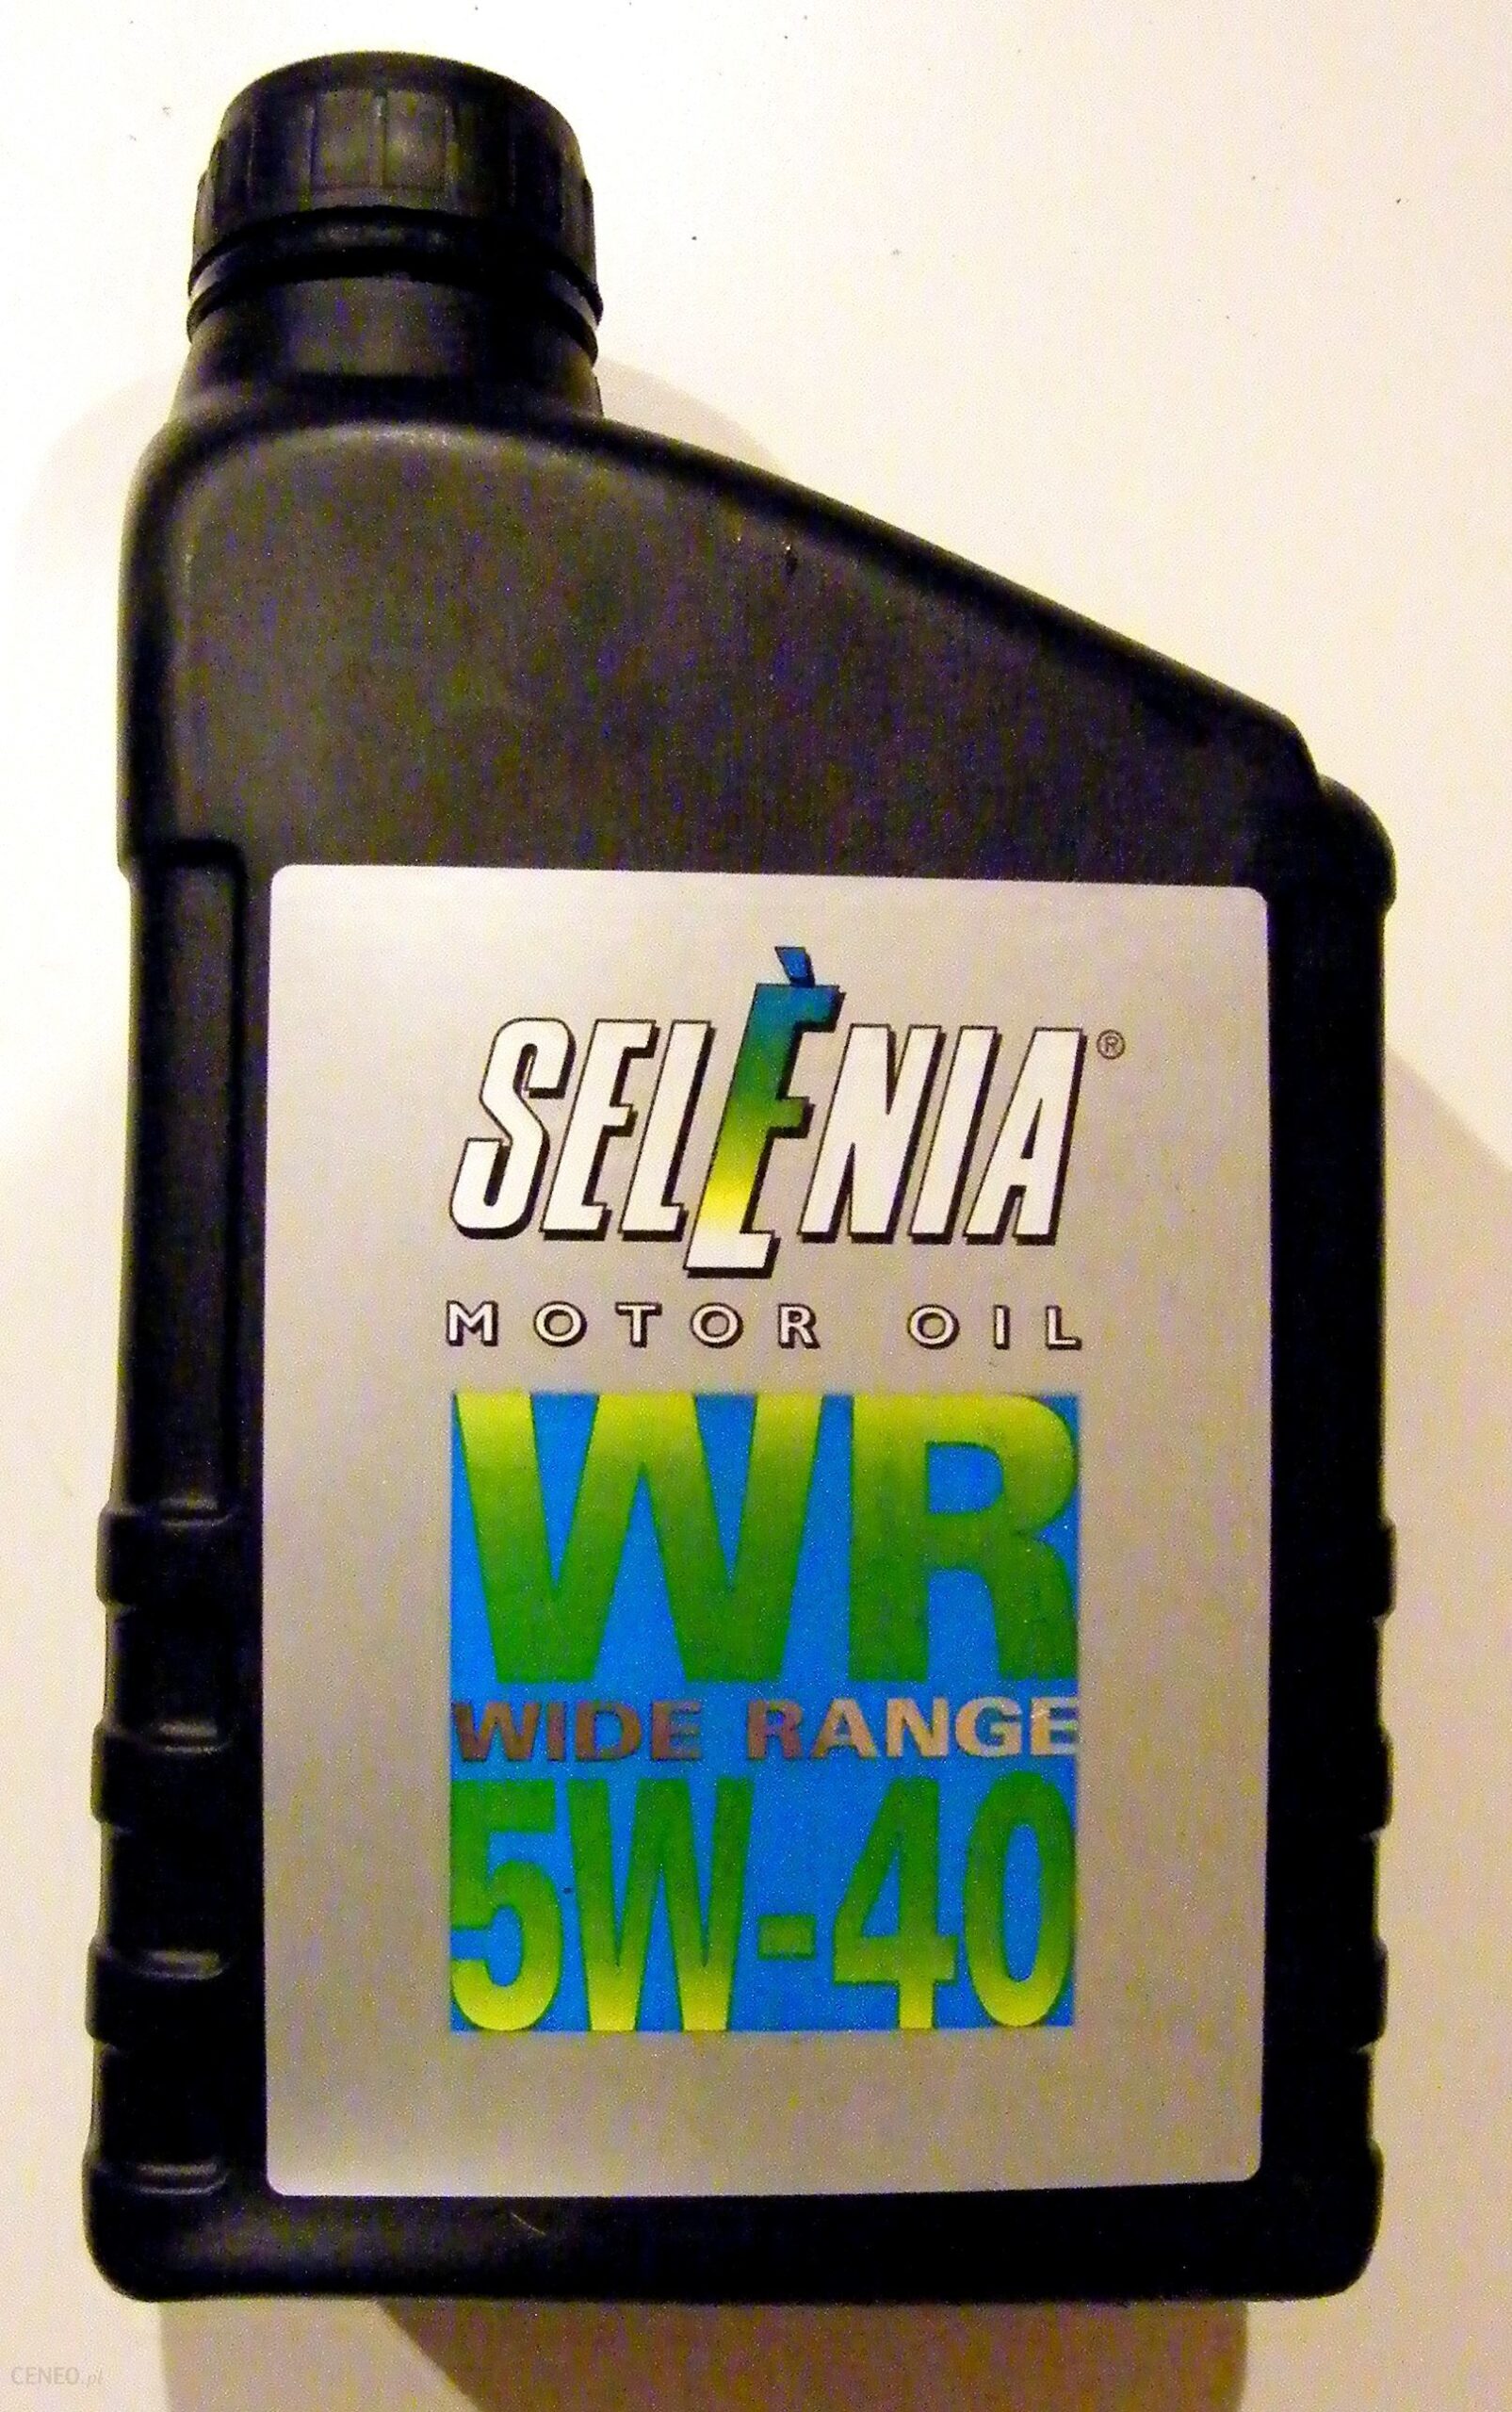 SELÈNIA®
MOTOR OIL
WR
WIDE RANGE
5W-40
CENEO.pl